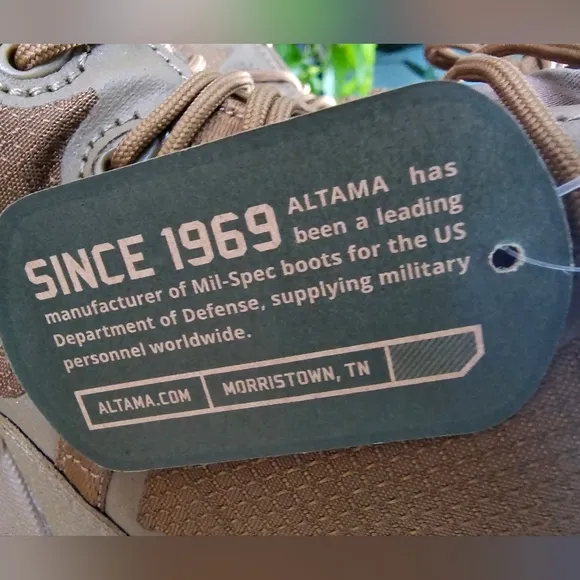 SINCE 1969 ALTAMA has
been a leading
manufacturer of Mil-Spec boots for the US
Department of Defense, supplying military
personnel worldwide.
ALTAMA.COM MORRISTOWN, TN